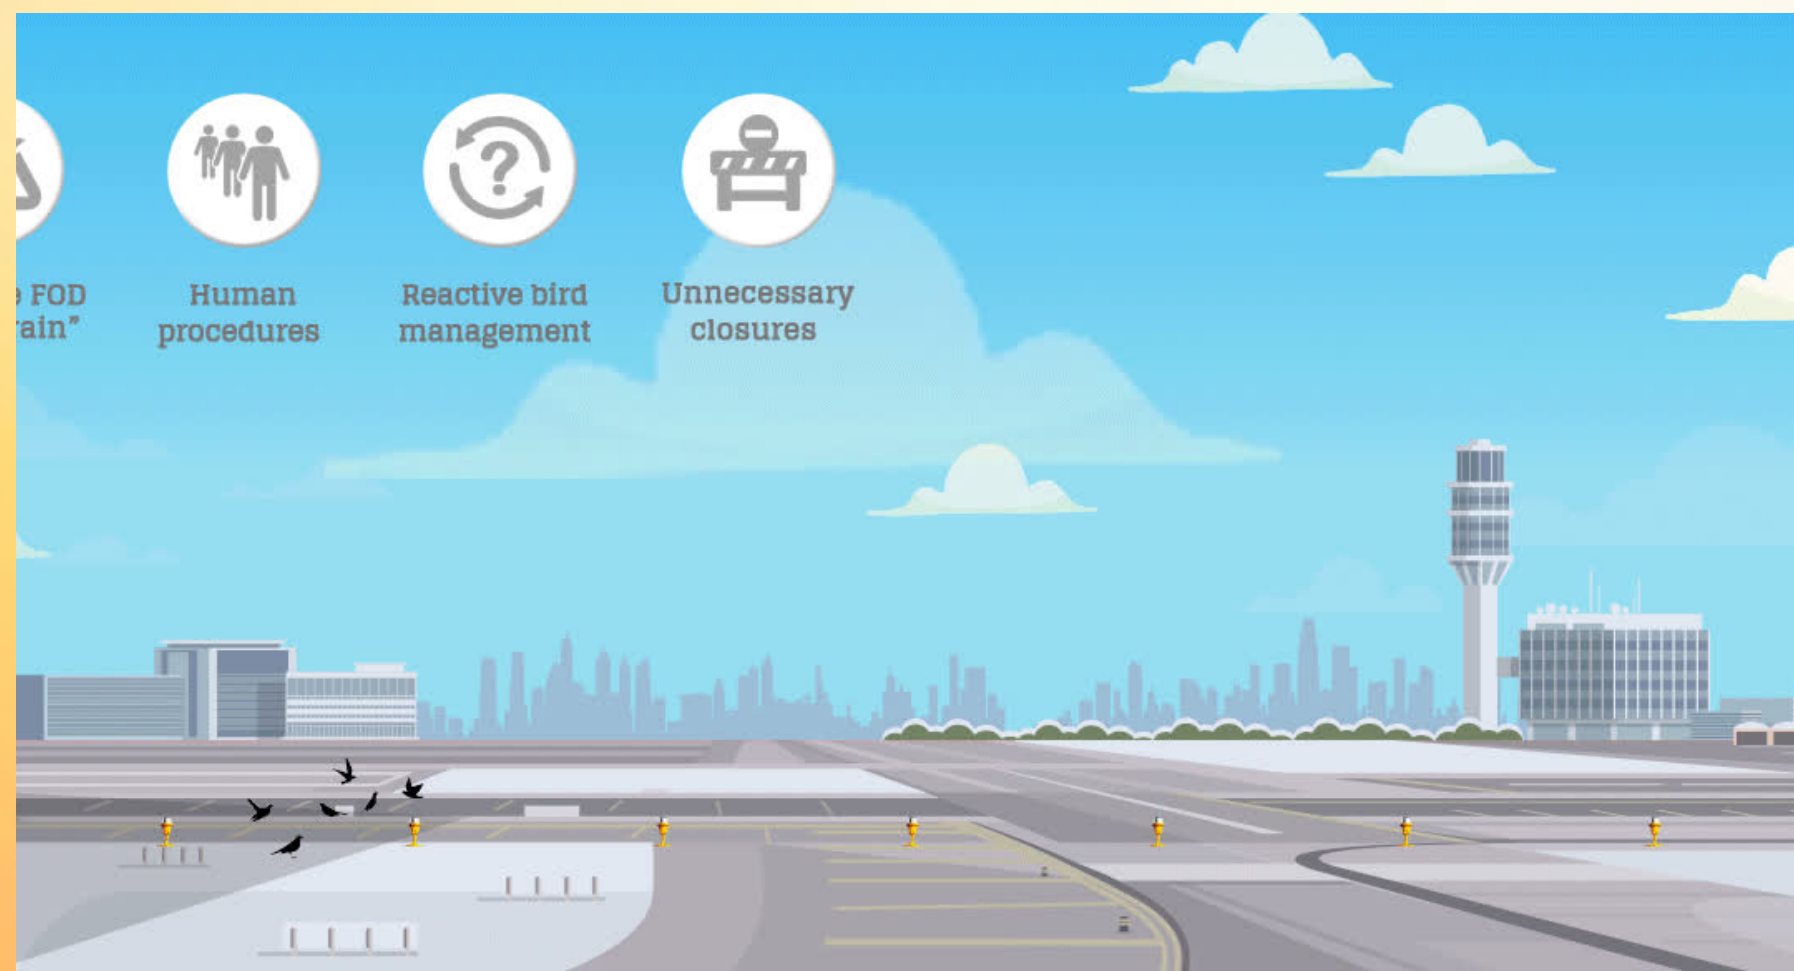 FOD
Human
procedures
Reactive bird
management
?
Unnecessary
closures